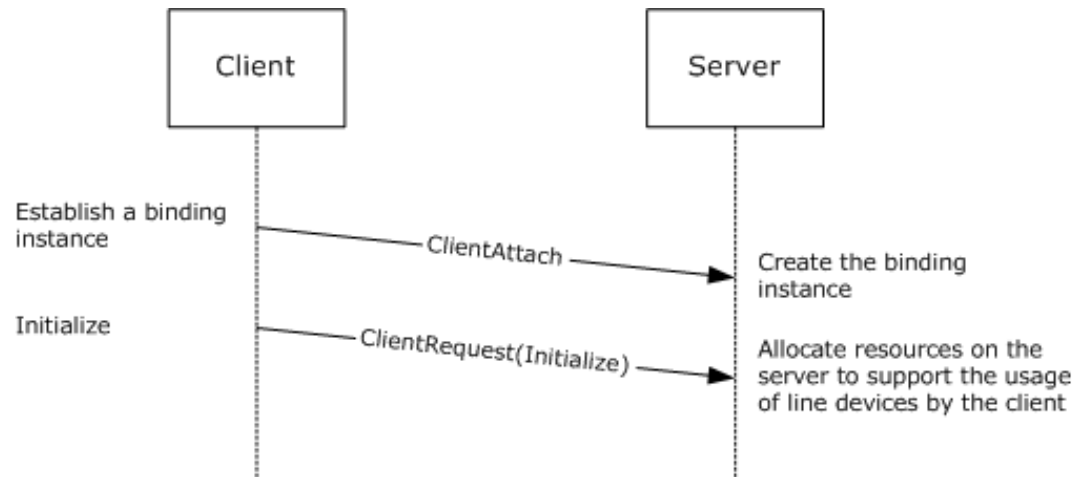 Client
Server
Establish a binding
instance
ClientAttach
Create the binding
instance
Initialize
ClientRequest(Initialize)
Allocate resources on the
server to support the usage
of line devices by the client